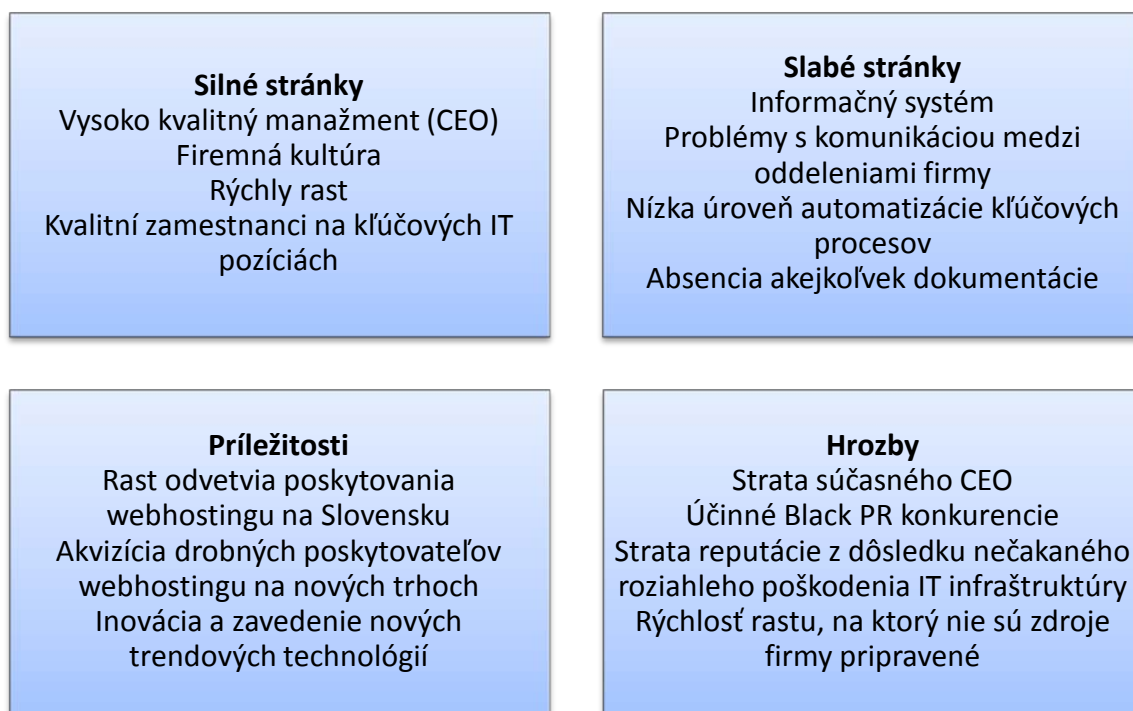 Silné stránky
Vysoko kvalitný manažment (CEO)
Firemná kultúra
Rýchly rast
Kvalitní zamestnanci na kľúčových IT
pozíciách
Slabé stránky
Informačný systém
Problémy s komunikáciou medzi
oddeleniami firmy
Nízka úroveň automatizácie kľúčových
procesov
Absencia akejkoľvek dokumentácie
Príležitosti
Rast odvetvia poskytovania
webhostingu na Slovensku
Akvizícia drobných poskytovateľov
webhostingu na nových trhoch
Inovácia a zavedenie nových
trendových technológií
Hrozby
Strata súčasného CEO
Účinné Black PR konkurencie
Strata reputácie z dôsledku nečakaného
roziahleho poškodenia IT infraštruktúry
Rýchlosť rastu, na ktorý nie sú zdroje
firmy pripravené